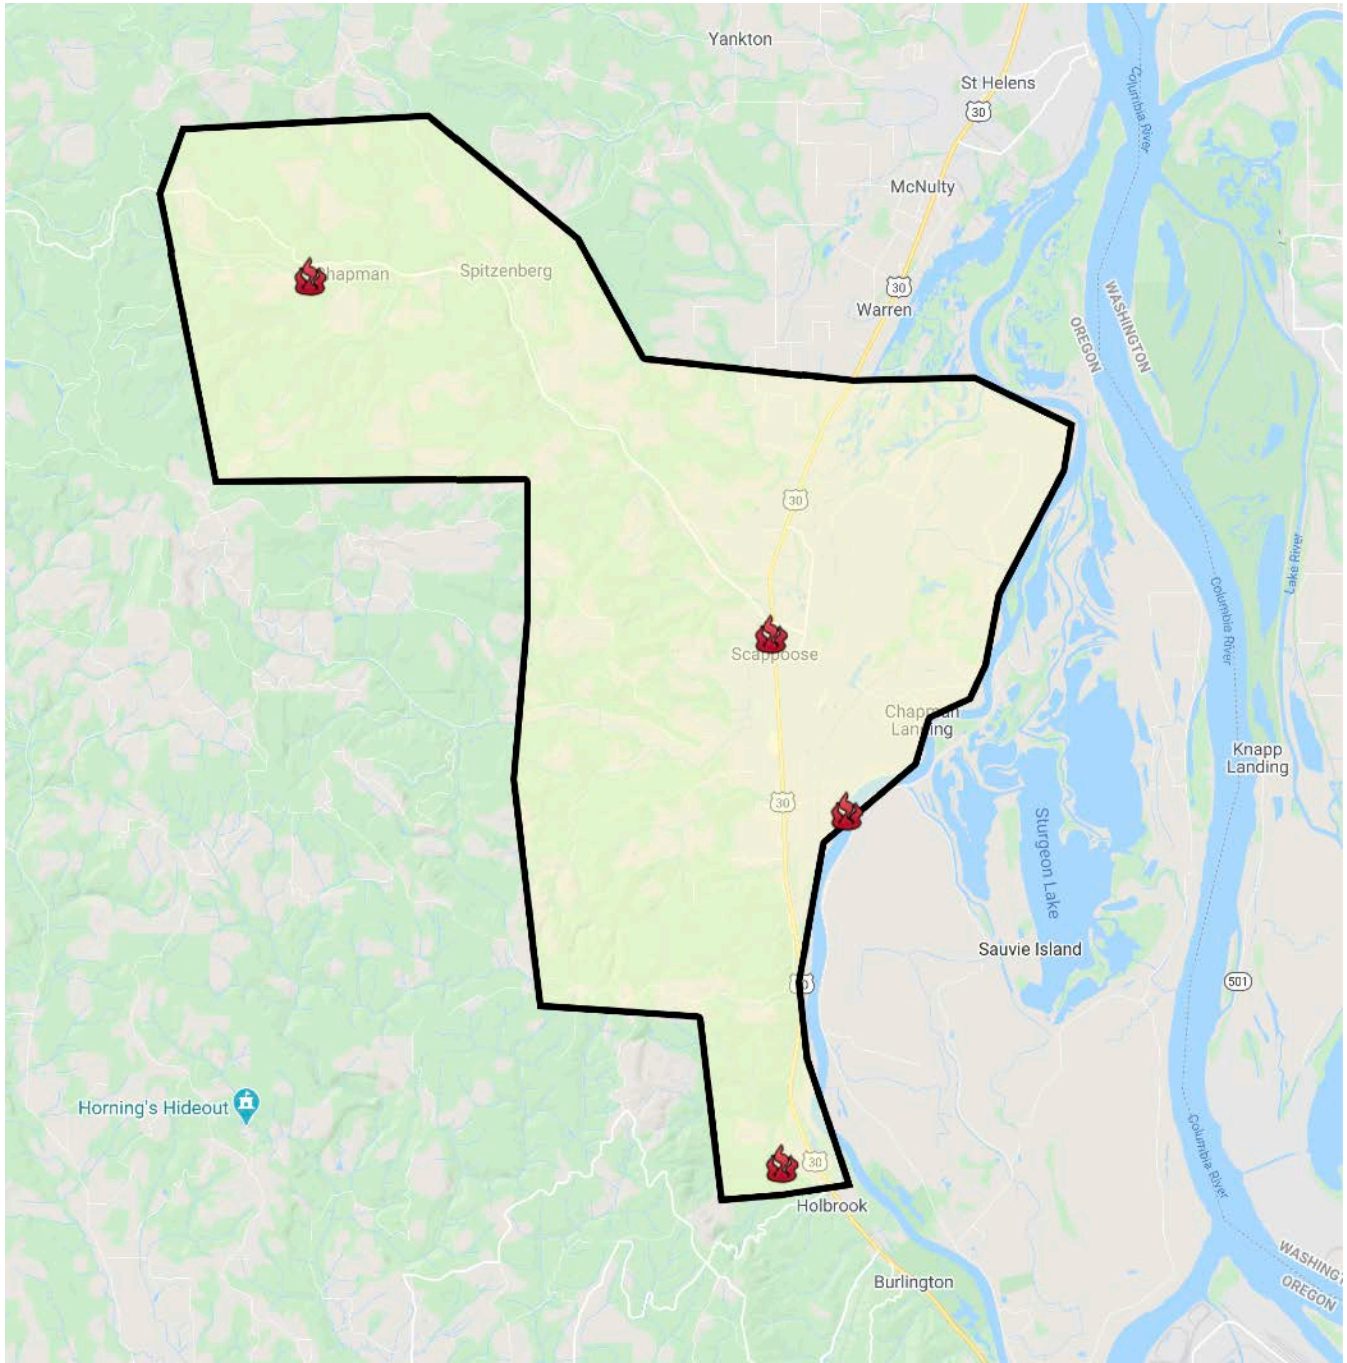 Yankton
St Helens
30
Columbia River
McNulty
Chapman
Spitzenberg
30
Warren
WASHINGTON
OREGON
30
Lake River
Columbia River
Scappoose
Chapman
Landing
Knapp
Landing
30
Sturgeon Lake
Sauvie Island
501
Horning's Hideout
Columbia River
30
Holbrook
Burlington
WASHINGT
OREGON